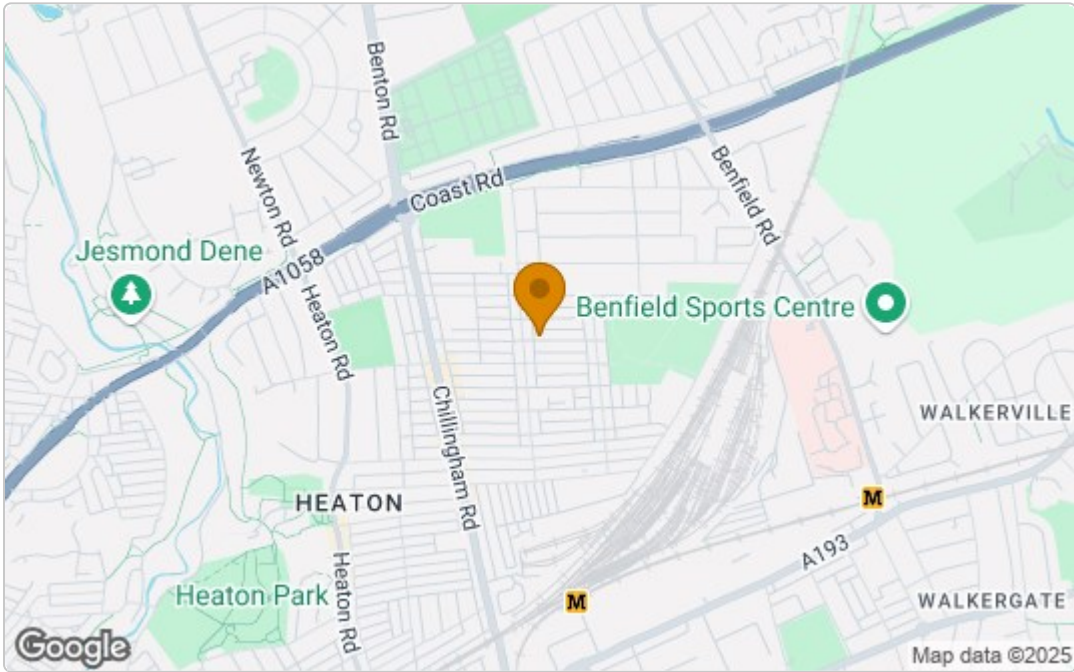 Benton Rd
Newton Rd
Coast Rd
Benfield Rd
Jesmond Dene
A1058
Heaton Rd
Benfield Sports Centre
Chillingham Rd
WALKERVILLE
HEATON
M
A193
Heaton Park
Heaton Rd
M
WALKERGATE
Google
Map data ©2025